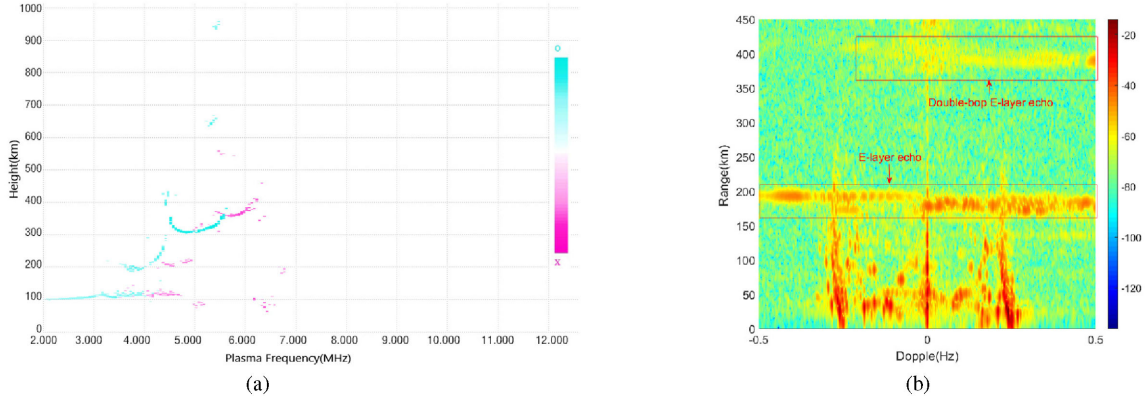 1000
900
800
700
600
500
400
300
200
100
0
Height(km)
2.000 3.000 4.000 5.000 6.000 7.000 8.000 9.000 10.000 11.000 12.000
Plasma Frequency(MHz)
O
X
(a)
450
400
350
300
250
200
150
100
50
0
Range(km)
Double-bop E-layer echo
E-layer echo
-0.5 0 0.5
Dopple(Hz)
-20
-40
-60
-80
-100
-120
(b)